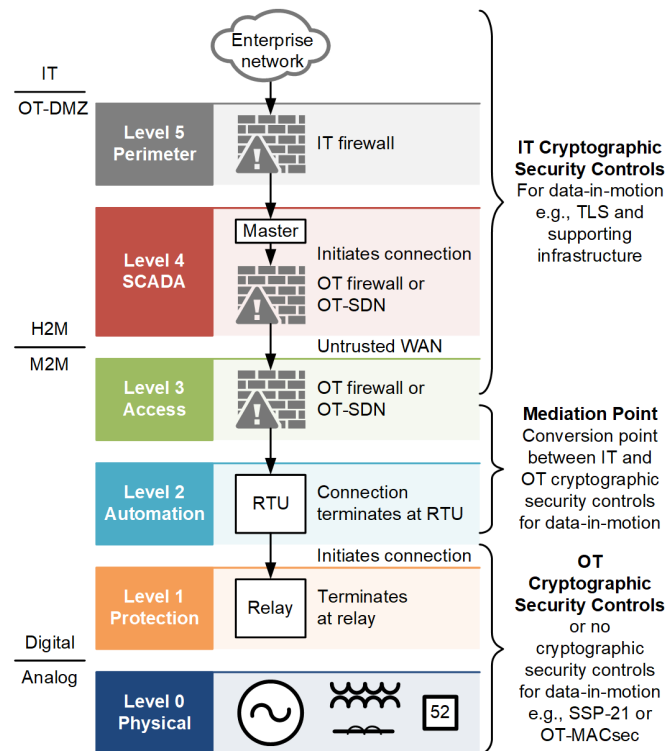 Enterprise
network
IT
OT-DMZ
Level 5
Perimeter
IT firewall
IT Cryptographic
Security Controls
For data-in-motion
e.g., TLS and
supporting
infrastructure
Level 4
SCADA
Master
Initiates connection
OT firewall or
OT-SDN
H2M
M2M
Untrusted WAN
Level 3
Access
OT firewall or
OT-SDN
Mediation Point
Conversion point
between IT and
OT cryptographic
security controls
for data-in-motion
Level 2
Automation
RTU
Connection
terminates at RTU
Initiates connection
Level 1
Protection
Relay
Terminates
at relay
OT
Cryptographic
Security Controls
or no
cryptographic
security controls
for data-in-motion
e.g., SSP-21 or
OT-MACsec
Digital
Analog
Level 0
Physical
52